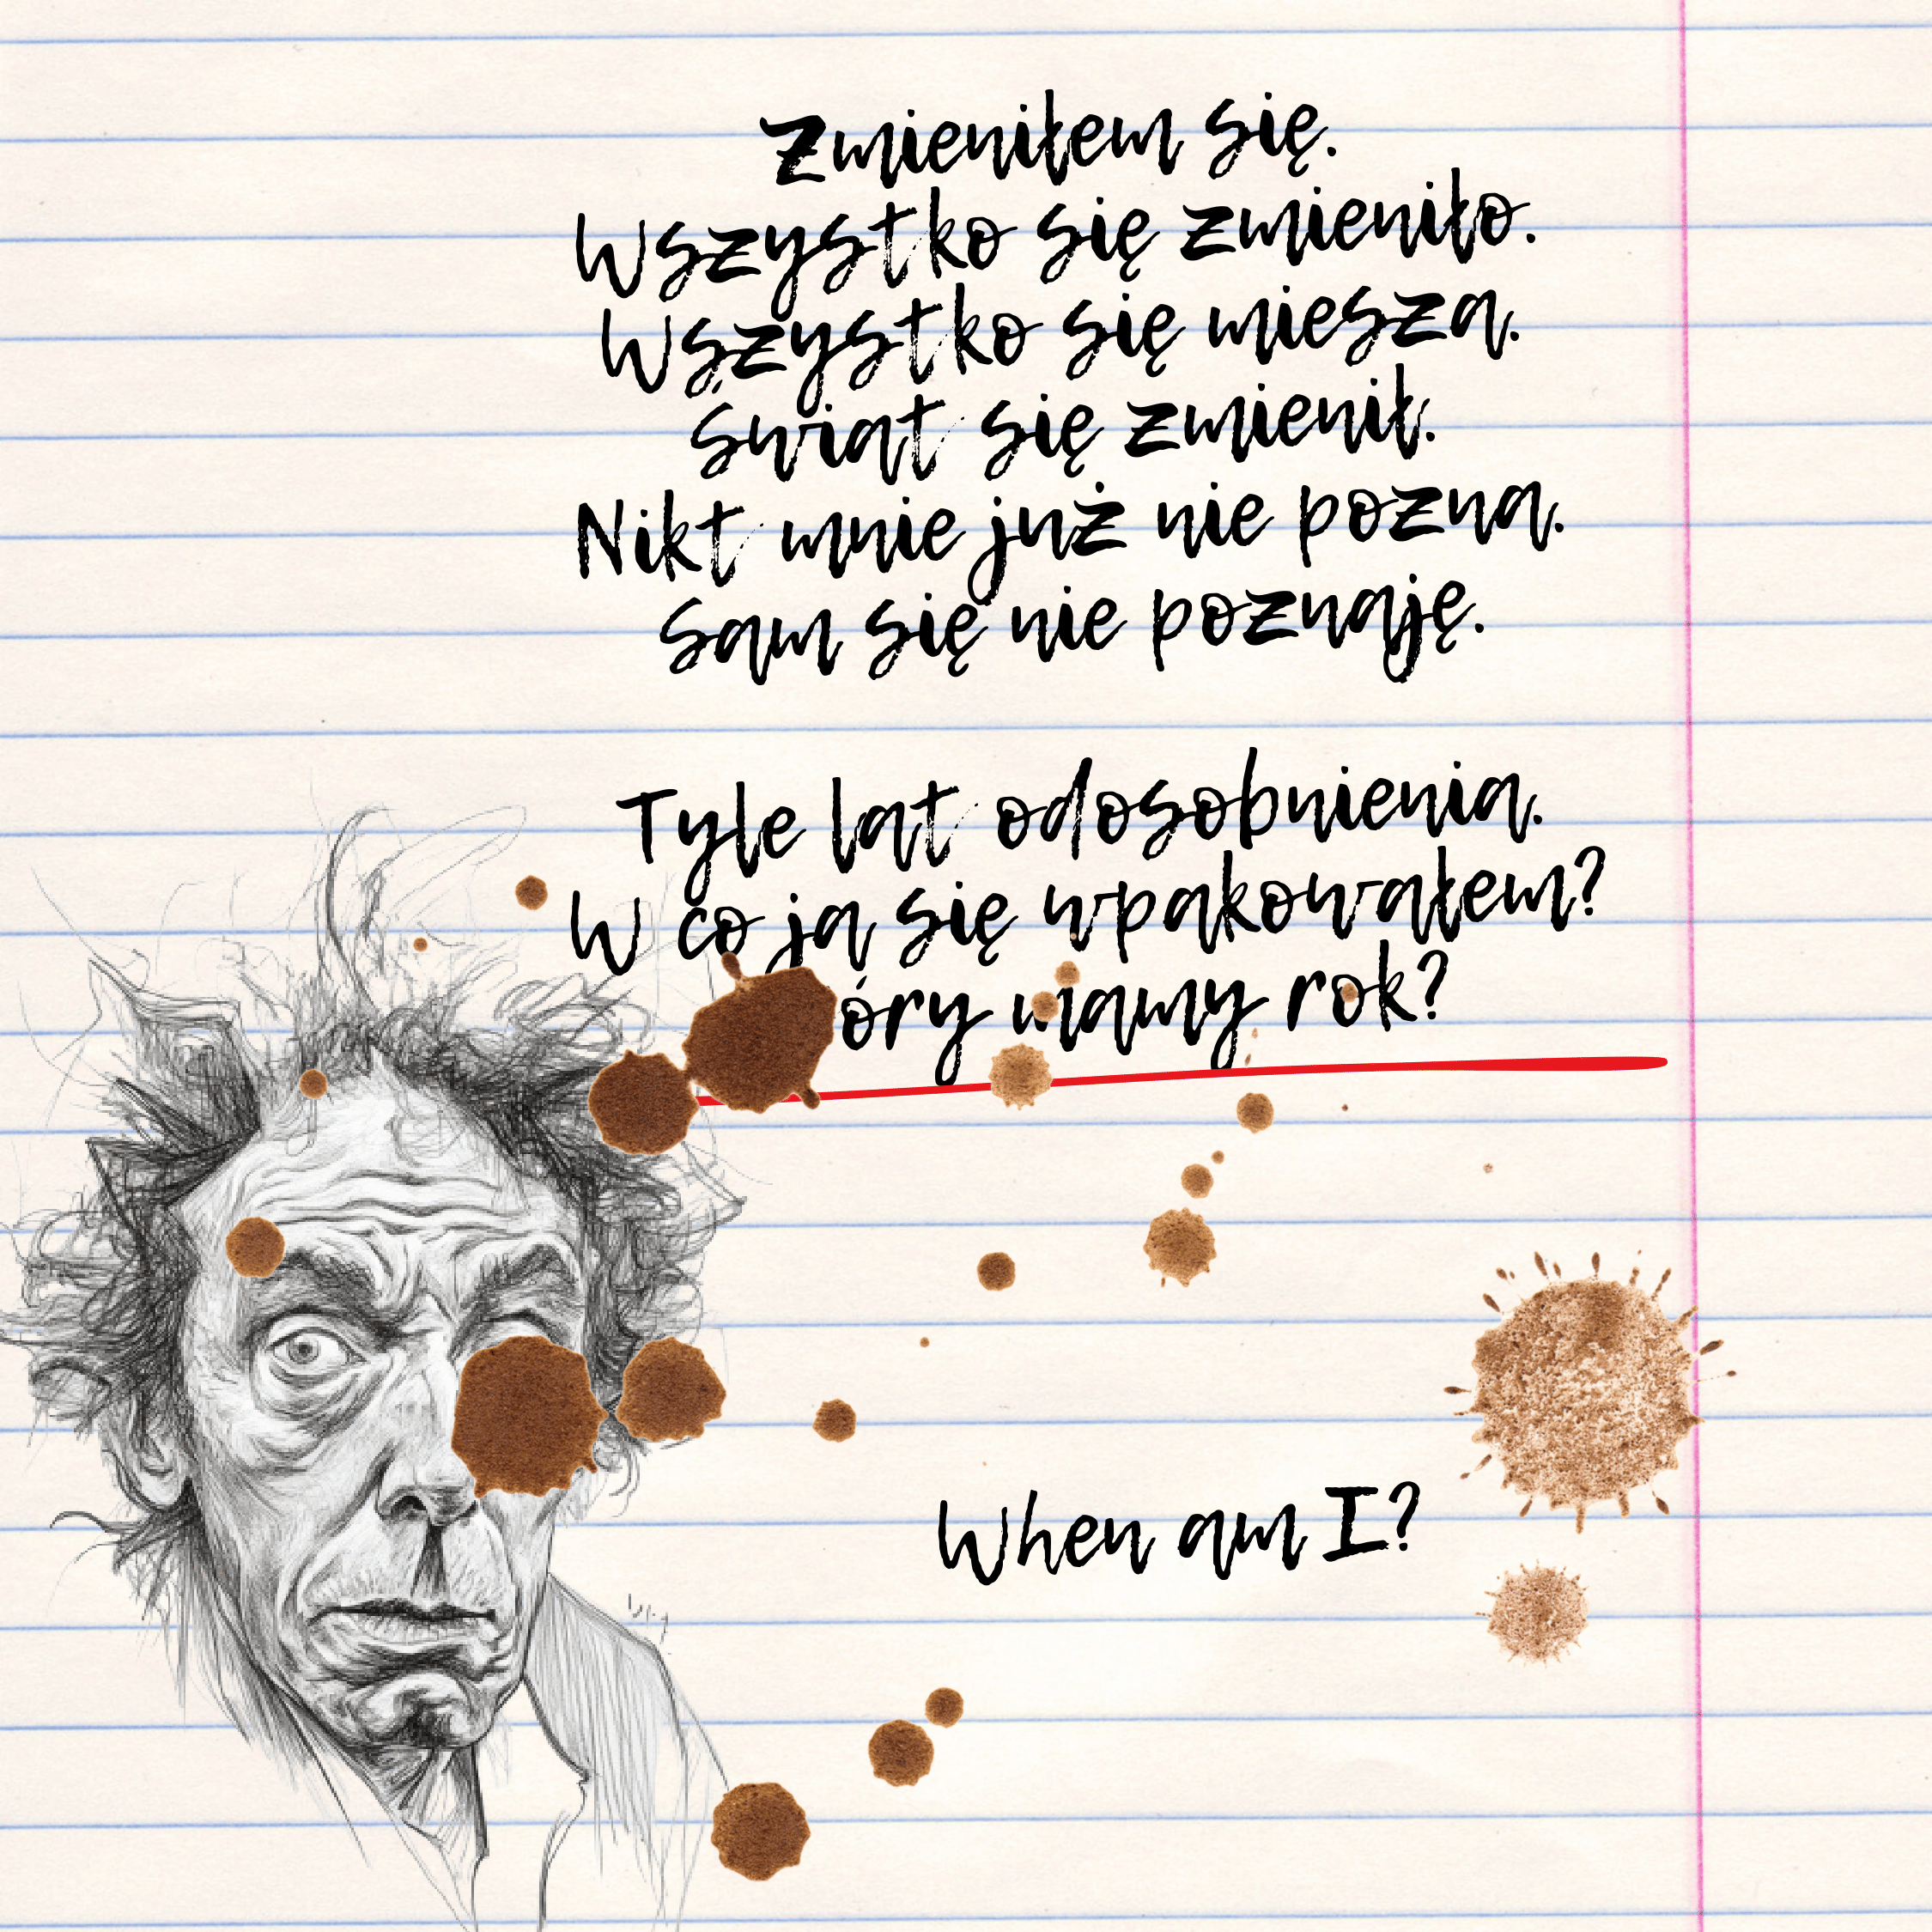 Zmieniłem się.
Wszystko się zmieniło.
Wszystko się miesza.
Świat się zmienił.
Nikt mnie już nie pozna.
Sam się nie poznaję.
Tyle lat odosobnienia.
W co ja się wpakowałem?
óry mamy rok?
When am I?